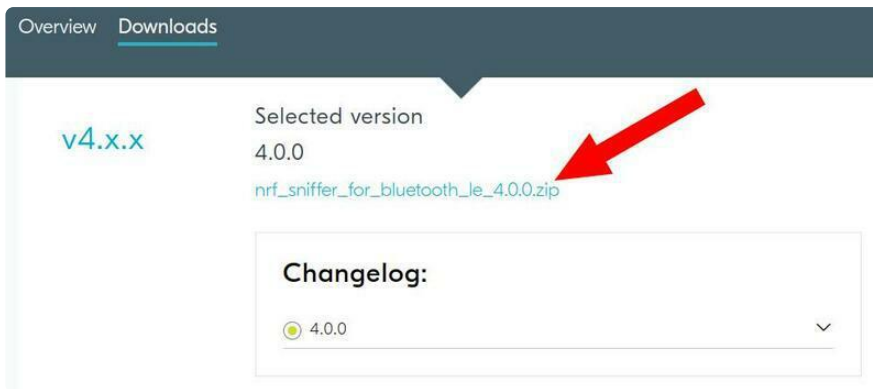 Overview Downloads
v4.x.x
Selected version
4.0.0
nrf_sniffer_for_bluetooth_le_4.0.0.zip
Changelog:
4.0.0